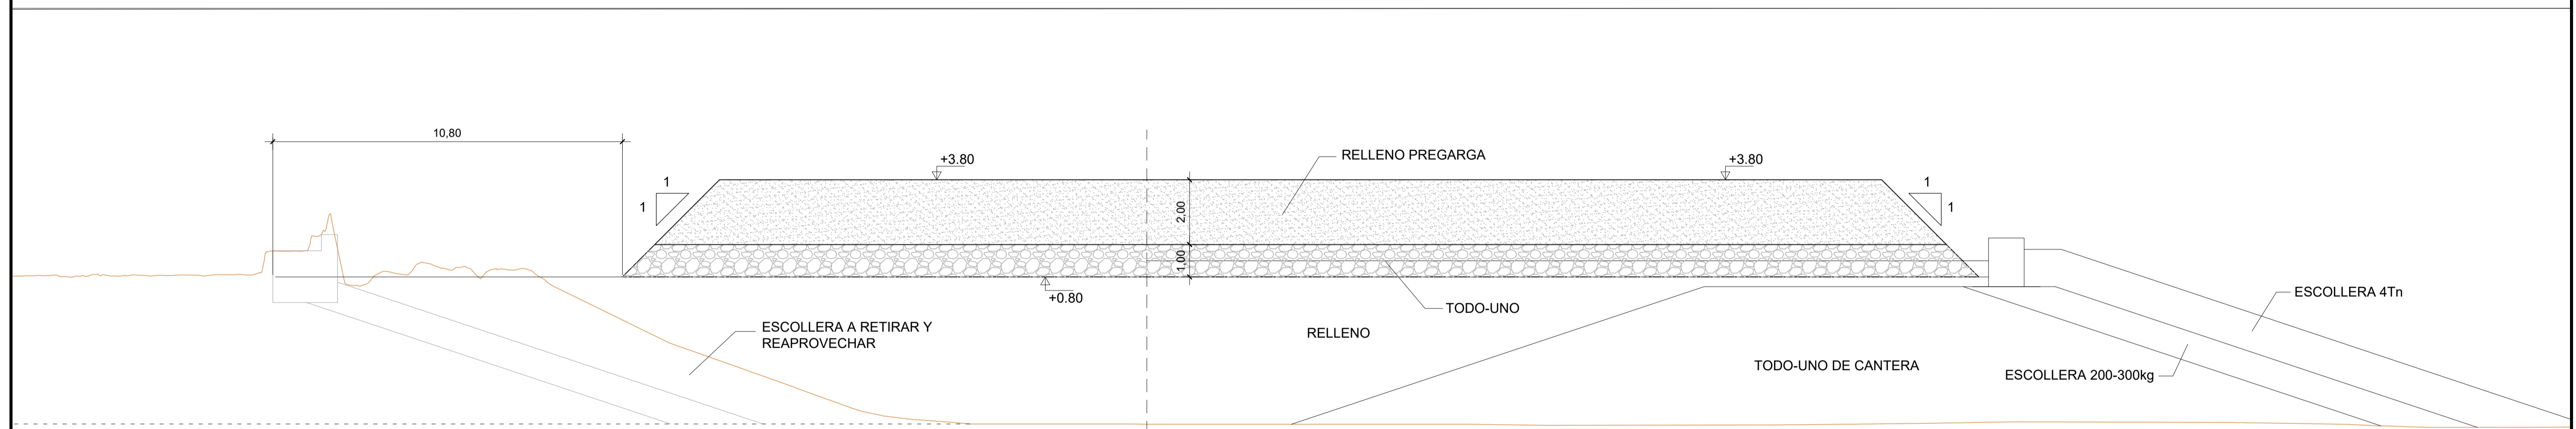 10,80
+3.80
RELLENO PREGARGA
+3.80
1
1
1
1
2,00
1,00
+0.80
TODO-UNO
ESCOLLERA A RETIRAR Y
REAPROVECHAR
RELLENO
TODO-UNO DE CANTERA
ESCOLLERA 4Tn
ESCOLLERA 200-300kg